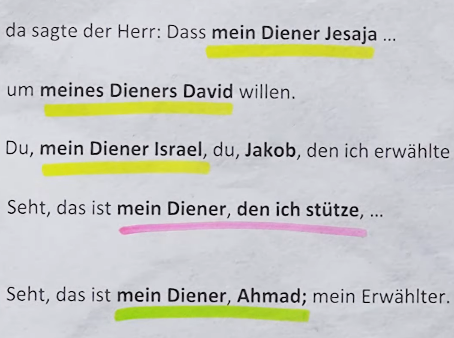 da sagte der Herr: Dass mein Diener Jesaja ...
um meines Dieners David willen.
Du, mein Diener Israel, du, Jakob, den ich erwählte
Seht, das ist mein Diener, den ich stütze, ...
Seht, das ist mein Diener, Ahmad; mein Erwählter.